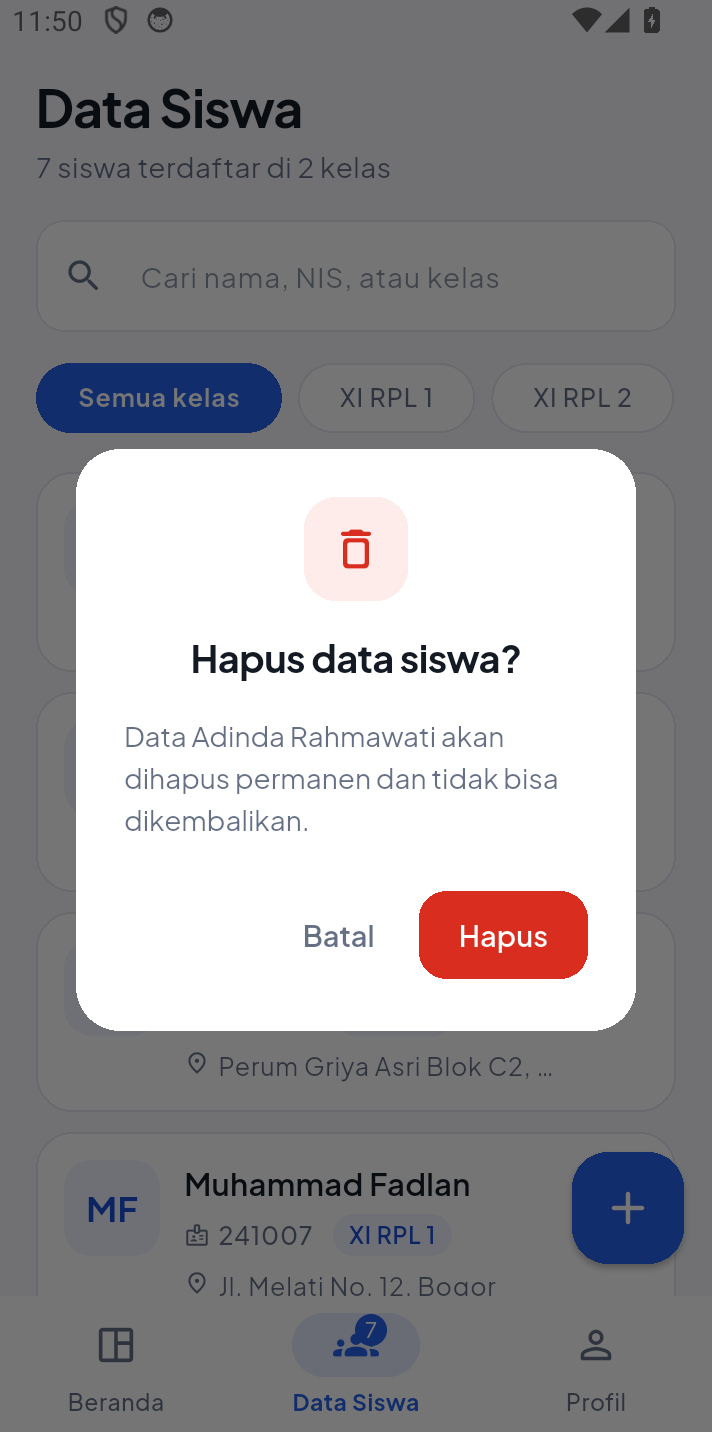 11:50
Data Siswa
7 siswa terdaftar di 2 kelas
Cari nama, NIS, atau kelas
Semua kelas
XI RPL 1
XI RPL 2
Hapus data siswa?
Data Adinda Rahmawati akan
dihapus permanen dan tidak bisa
dikembalikan.
Batal
Hapus
Perum Griya Asri Blok C2, ...
MF
Muhammad Fadlan
241007
XI RPL 1
Jl. Melati No. 12, Bogor
7
Beranda
Data Siswa
Profil